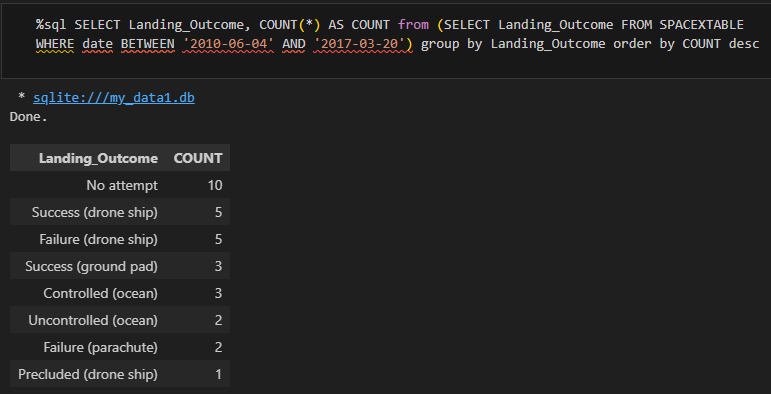 %sql SELECT Landing_Outcome, COUNT(*) AS COUNT from (SELECT Landing_Outcome FROM SPACEXTABLE
WHERE date BETWEEN '2010-06-04' AND '2017-03-20') group by Landing_Outcome order by COUNT desc
* sqlite:///my_data1.db
Done.
Landing_Outcome COUNT
No attempt 10
Success (drone ship) 5
Failure (drone ship) 5
Success (ground pad) 3
Controlled (ocean) 3
Uncontrolled (ocean) 2
Failure (parachute) 2
Precluded (drone ship) 1